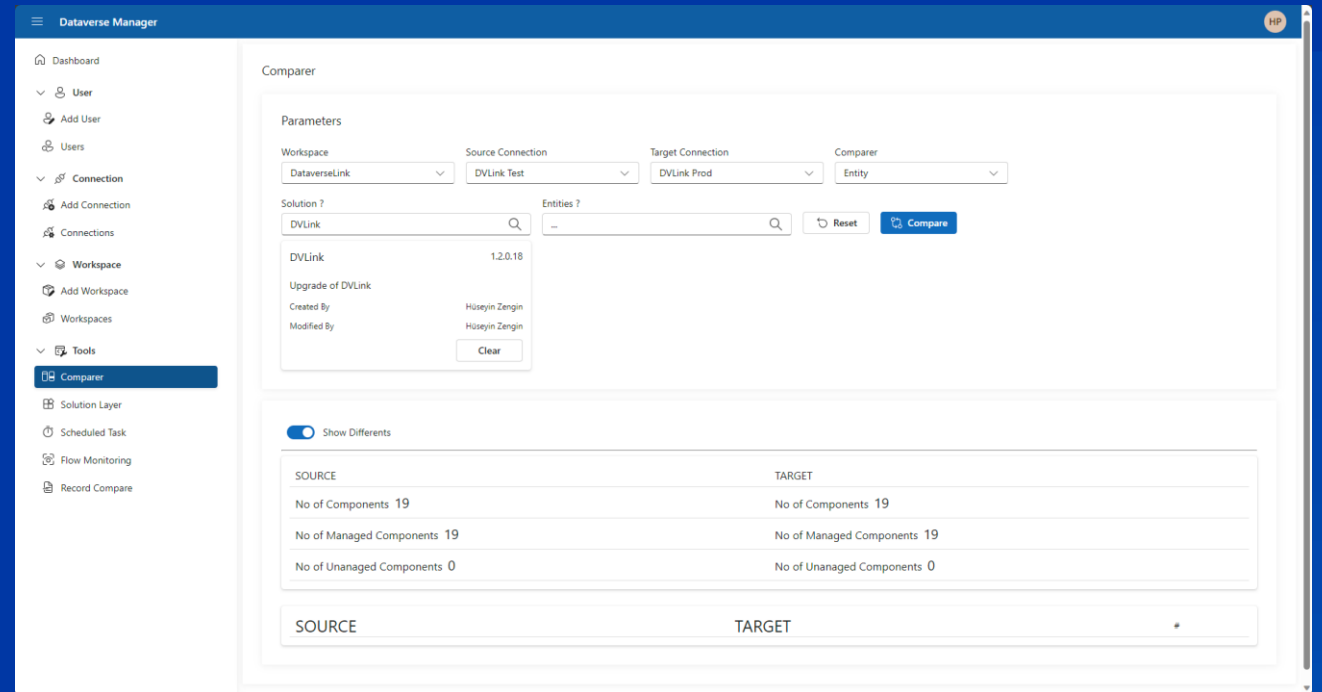 Dataverse Manager
HP
Dashboard
User
Add User
Users
Connection
Add Connection
Connections
Workspace
Add Workspace
Workspaces
Tools
Comparer
Solution Layer
Scheduled Task
Flow Monitoring
Record Compare
Comparer
Parameters
Workspace Source Connection Target Connection Comparer
DataverseLink DVLink Test DVLink Prod Entity
Solution ? Entities ?
DVLink ... Reset Compare
DVLink 1.2.0.18
Upgrade of DVLink
Created By Hüseyin Zengin
Modified By Hüseyin Zengin
Clear
Show Differents
SOURCE TARGET
No of Components 19 No of Components 19
No of Managed Components 19 No of Managed Components 19
No of Unanaged Components 0 No of Unanaged Components 0
SOURCE TARGET #